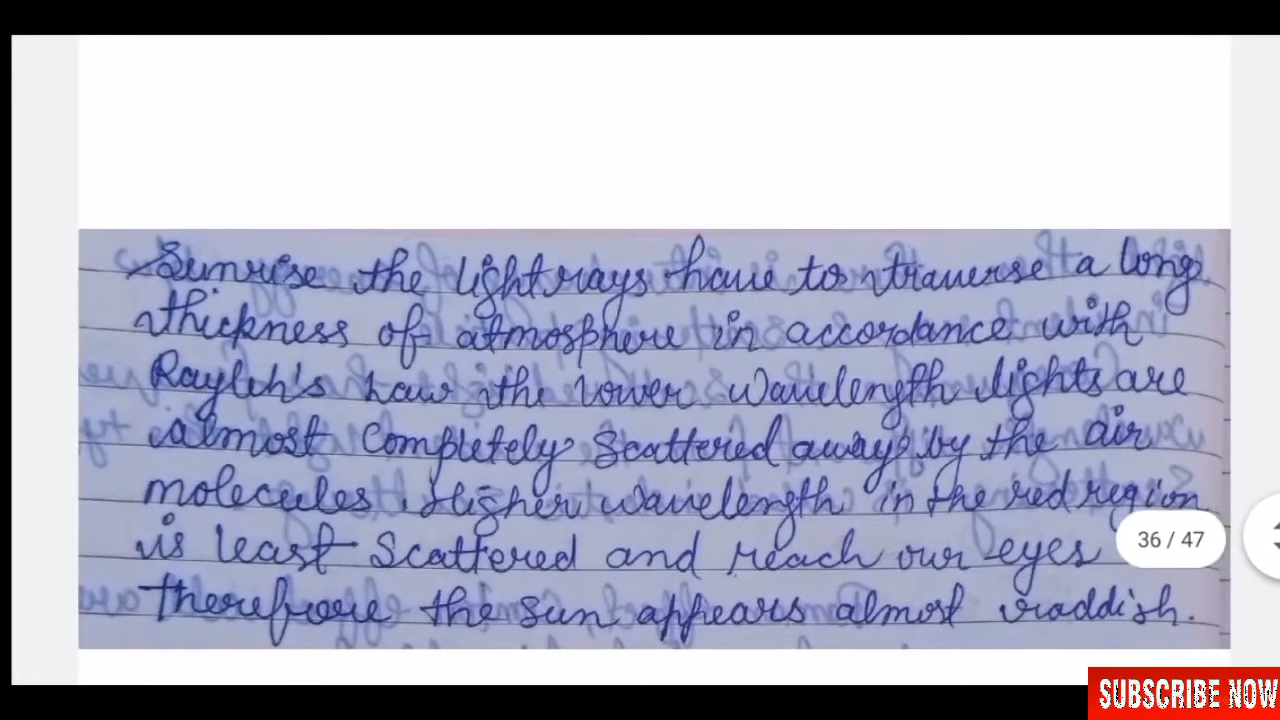 Sunrise the light rays have to traverse a long
thickness of atmosphere in accordance with
Rayleh's Law the lower wavelength lights are
almost completely scattered away by the air
molecules. Higher wavelength in the red region
is least scattered and reach our eyes
therefore the sun appears almost raddish.
36 / 47
SUBSCRIBE NOW